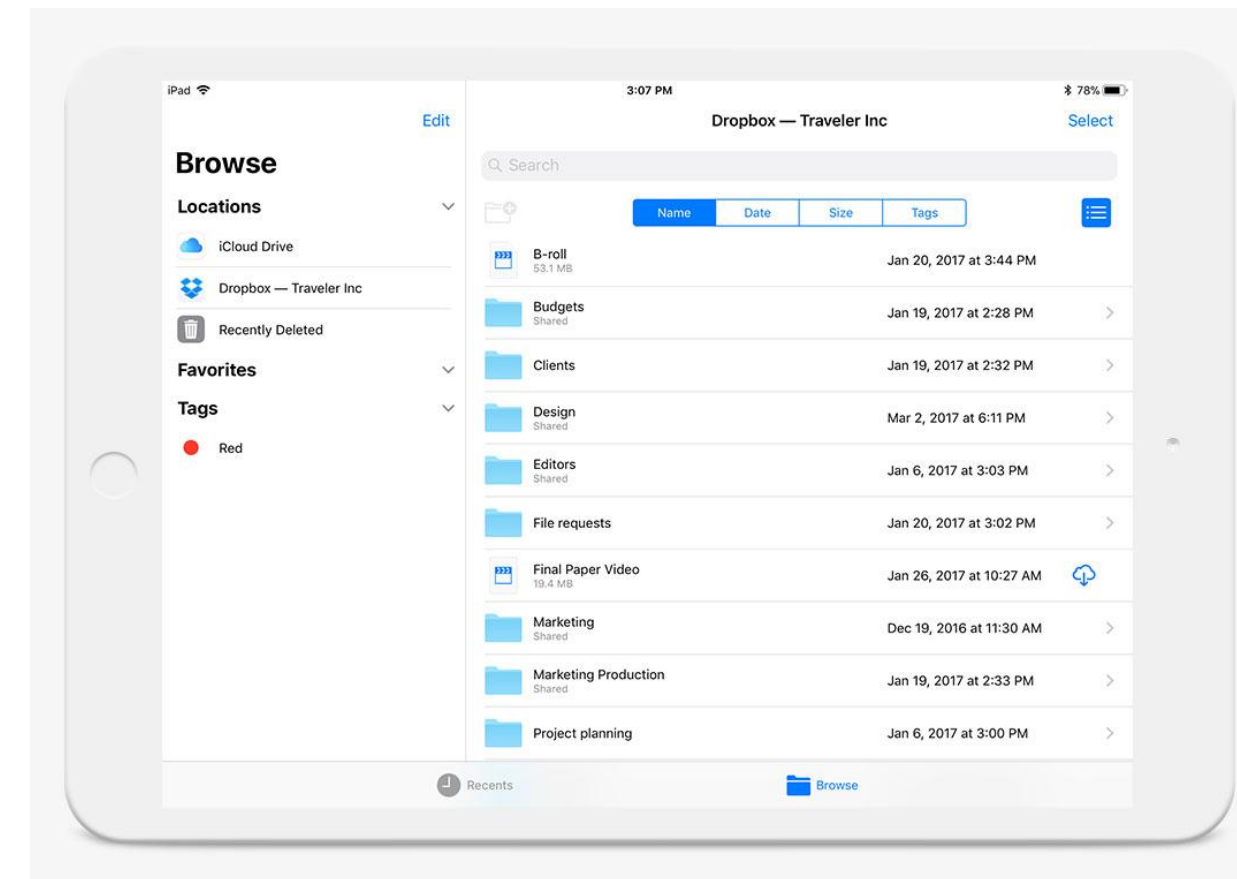 iPad
3:07 PM
78%
Edit
Dropbox — Traveler Inc
Select
Browse
Search
Locations
Name
Date
Size
Tags
iCloud Drive
B-roll
53.1 MB
Jan 20, 2017 at 3:44 PM
Dropbox — Traveler Inc
Budgets
Shared
Jan 19, 2017 at 2:28 PM
Recently Deleted
Favorites
Clients
Jan 19, 2017 at 2:32 PM
Tags
Design
Shared
Mar 2, 2017 at 6:11 PM
Red
Editors
Shared
Jan 6, 2017 at 3:03 PM
File requests
Jan 20, 2017 at 3:02 PM
Final Paper Video
19.4 MB
Jan 26, 2017 at 10:27 AM
Marketing
Shared
Dec 19, 2016 at 11:30 AM
Marketing Production
Shared
Jan 19, 2017 at 2:33 PM
Project planning
Jan 6, 2017 at 3:00 PM
Recents
Browse